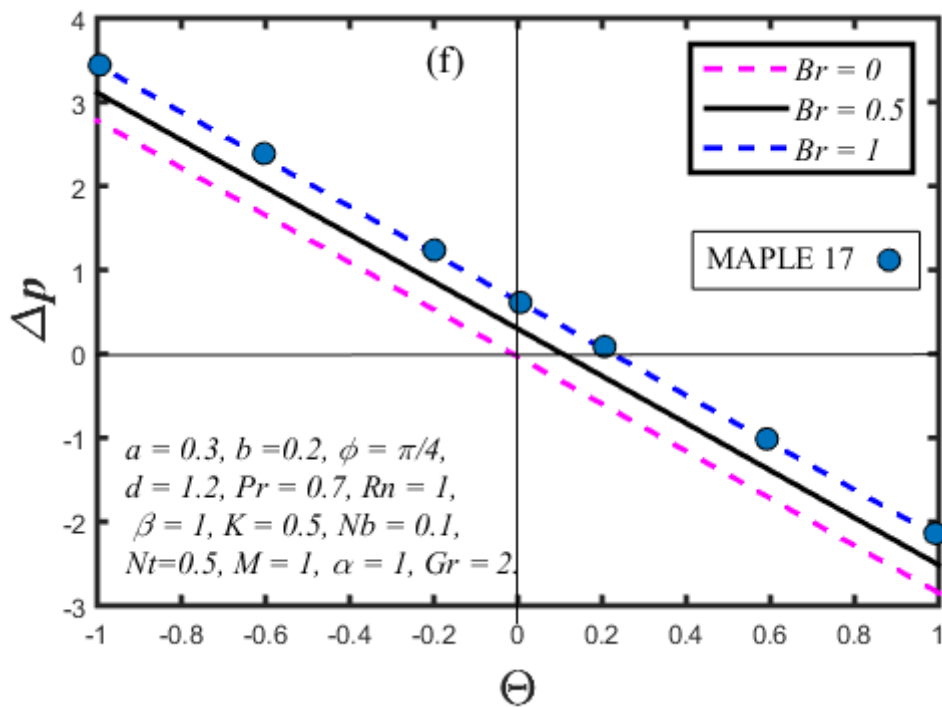 4
3
2
1
0
-1
-2
-3
Δp
(f)
Br = 0
Br = 0.5
Br = 1
MAPLE 17
a = 0.3, b =0.2, ϕ = π/4,
d = 1.2, Pr = 0.7, Rn = 1,
β = 1, K = 0.5, Nb = 0.1,
Nt=0.5, M = 1, α = 1, Gr = 2.
-1 -0.8 -0.6 -0.4 -0.2 0 0.2 0.4 0.6 0.8 1
Θ